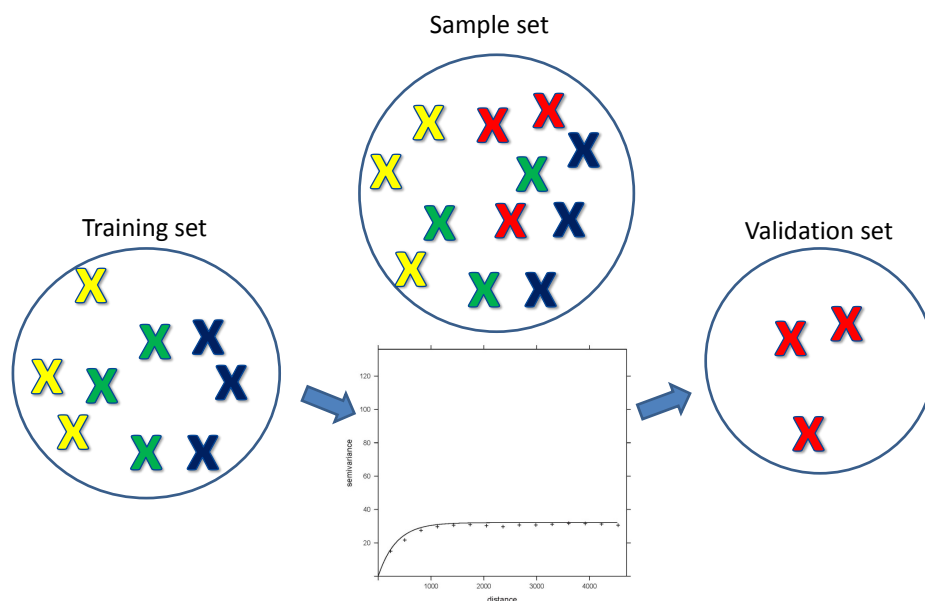 Sample set
Training set
Validation set
X X X X X X X X X X X X
X X X X X X X X X
X X X
semivariance
120
100
80
60
40
20
1000 2000 3000 4000
distance